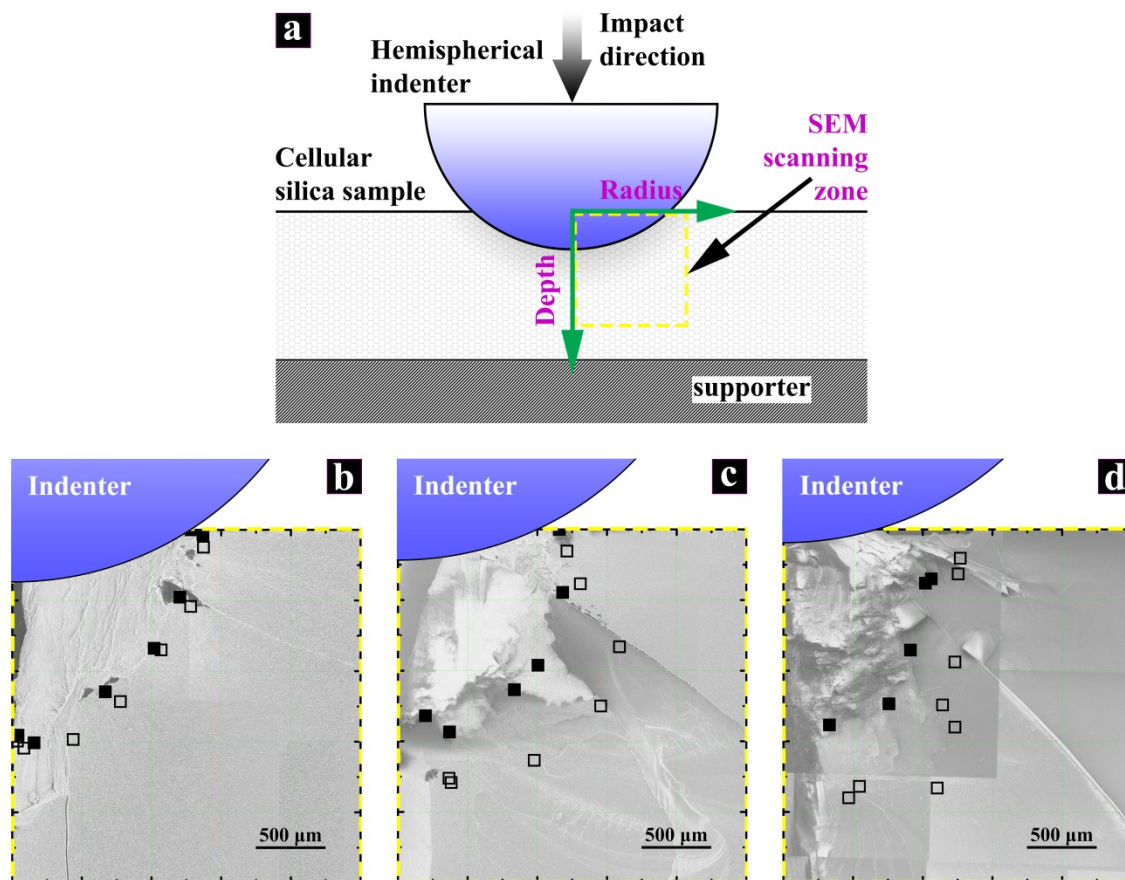 a
Impact
direction
Hemispherical
indenter
SEM
scanning
zone
Cellular
silica sample
Radius
Depth
supporter
Indenter
b
500 µm
Indenter
c
500 µm
Indenter
d
500 µm